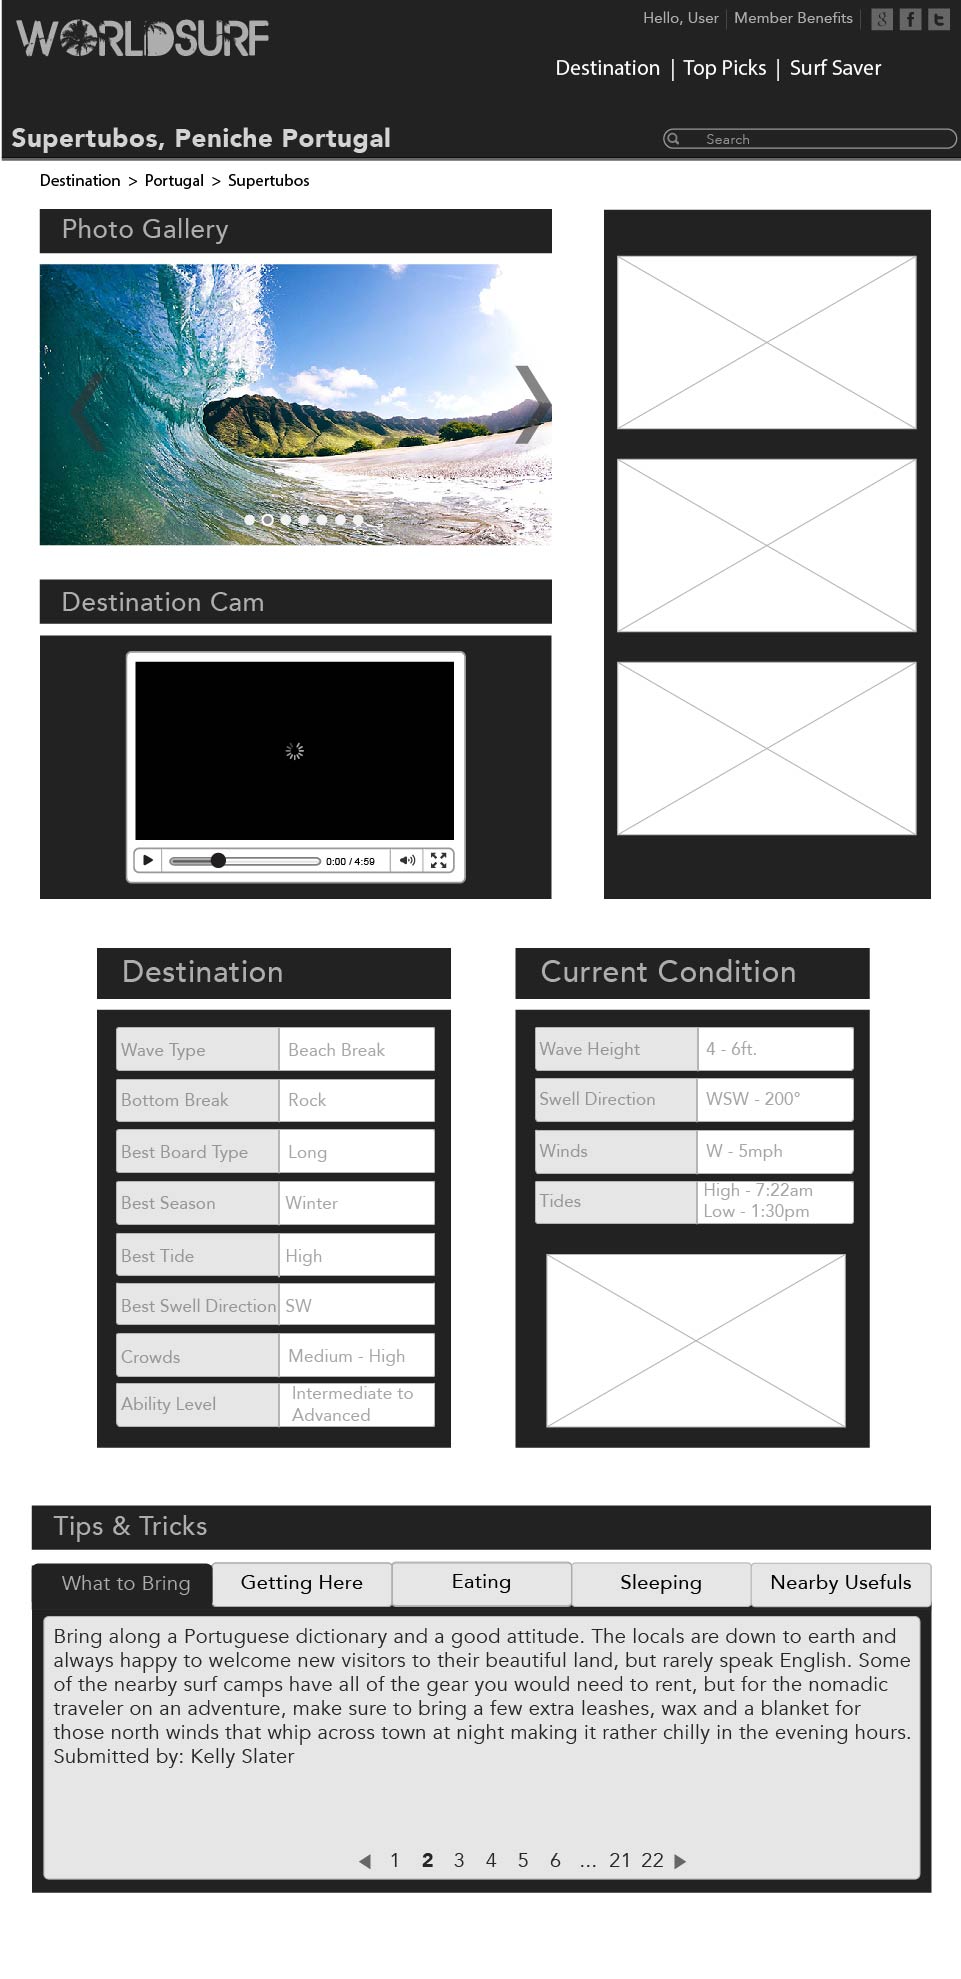 WORLDSURF
Hello, User
Member Benefits
Destination | Top Picks | Surf Saver
Supertubos, Peniche Portugal
Search
Destination > Portugal > Supertubos
Photo Gallery
Destination Cam
0:00 / 4:59
Destination
Wave Type Beach Break
Bottom Break Rock
Best Board Type Long
Best Season Winter
Best Tide High
Best Swell Direction SW
Crowds Medium - High
Ability Level Intermediate to
Advanced
Current Condition
Wave Height 4 - 6ft.
Swell Direction WSW - 200°
Winds W - 5mph
Tides High - 7:22am
Low - 1:30pm
Tips & Tricks
What to Bring Getting Here Eating Sleeping Nearby Usefuls
Bring along a Portuguese dictionary and a good attitude. The locals are down to earth and
always happy to welcome new visitors to their beautiful land, but rarely speak English. Some
of the nearby surf camps have all of the gear you would need to rent, but for the nomadic
traveler on an adventure, make sure to bring a few extra leashes, wax and a blanket for
those north winds that whip across town at night making it rather chilly in the evening hours.
Submitted by: Kelly Slater
1 2 3 4 5 6 ... 21 22